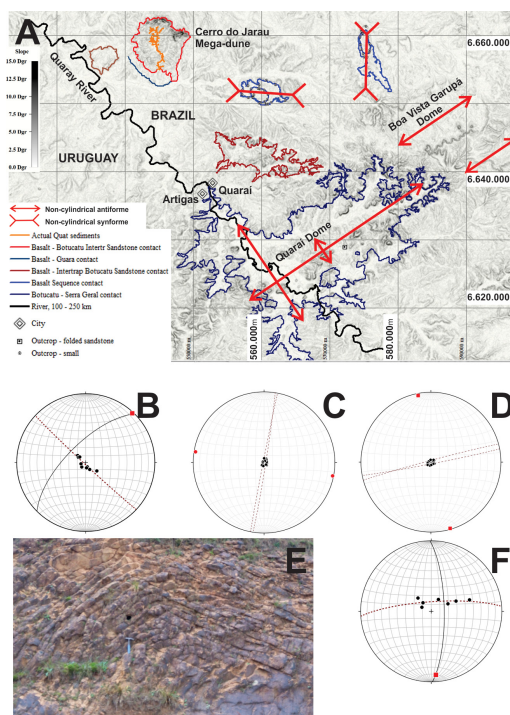 A
Slope
15.0 Dgr
12.5 Dgr
10.0 Dgr
7.5 Dgr
5.0 Dgr
2.5 Dgr
0.0 Dgr
Cerro do Jarau
Mega-dune
Quaray River
BRAZIL
URUGUAY
Boa Vista Garupá
Dome
Quaraí
Artigas
Quaraí Dome
6.660.000
6.640.000
6.620.000
560.000m
580.000m
Non-cylindrical antiforme
Non-cylindrical synforme
Actual Quat sediments
Basalt - Botucatu Intertr Sandstone contact
Basalt - Guara contact
Basalt - Intertrap Botucatu Sandstone contact
Basalt Sequence contact
Botucatu - Serra Geral contact
River, 100 - 250 km
City
Outcrop - folded sandstone
Outcrop - small
B
C
D
E
F